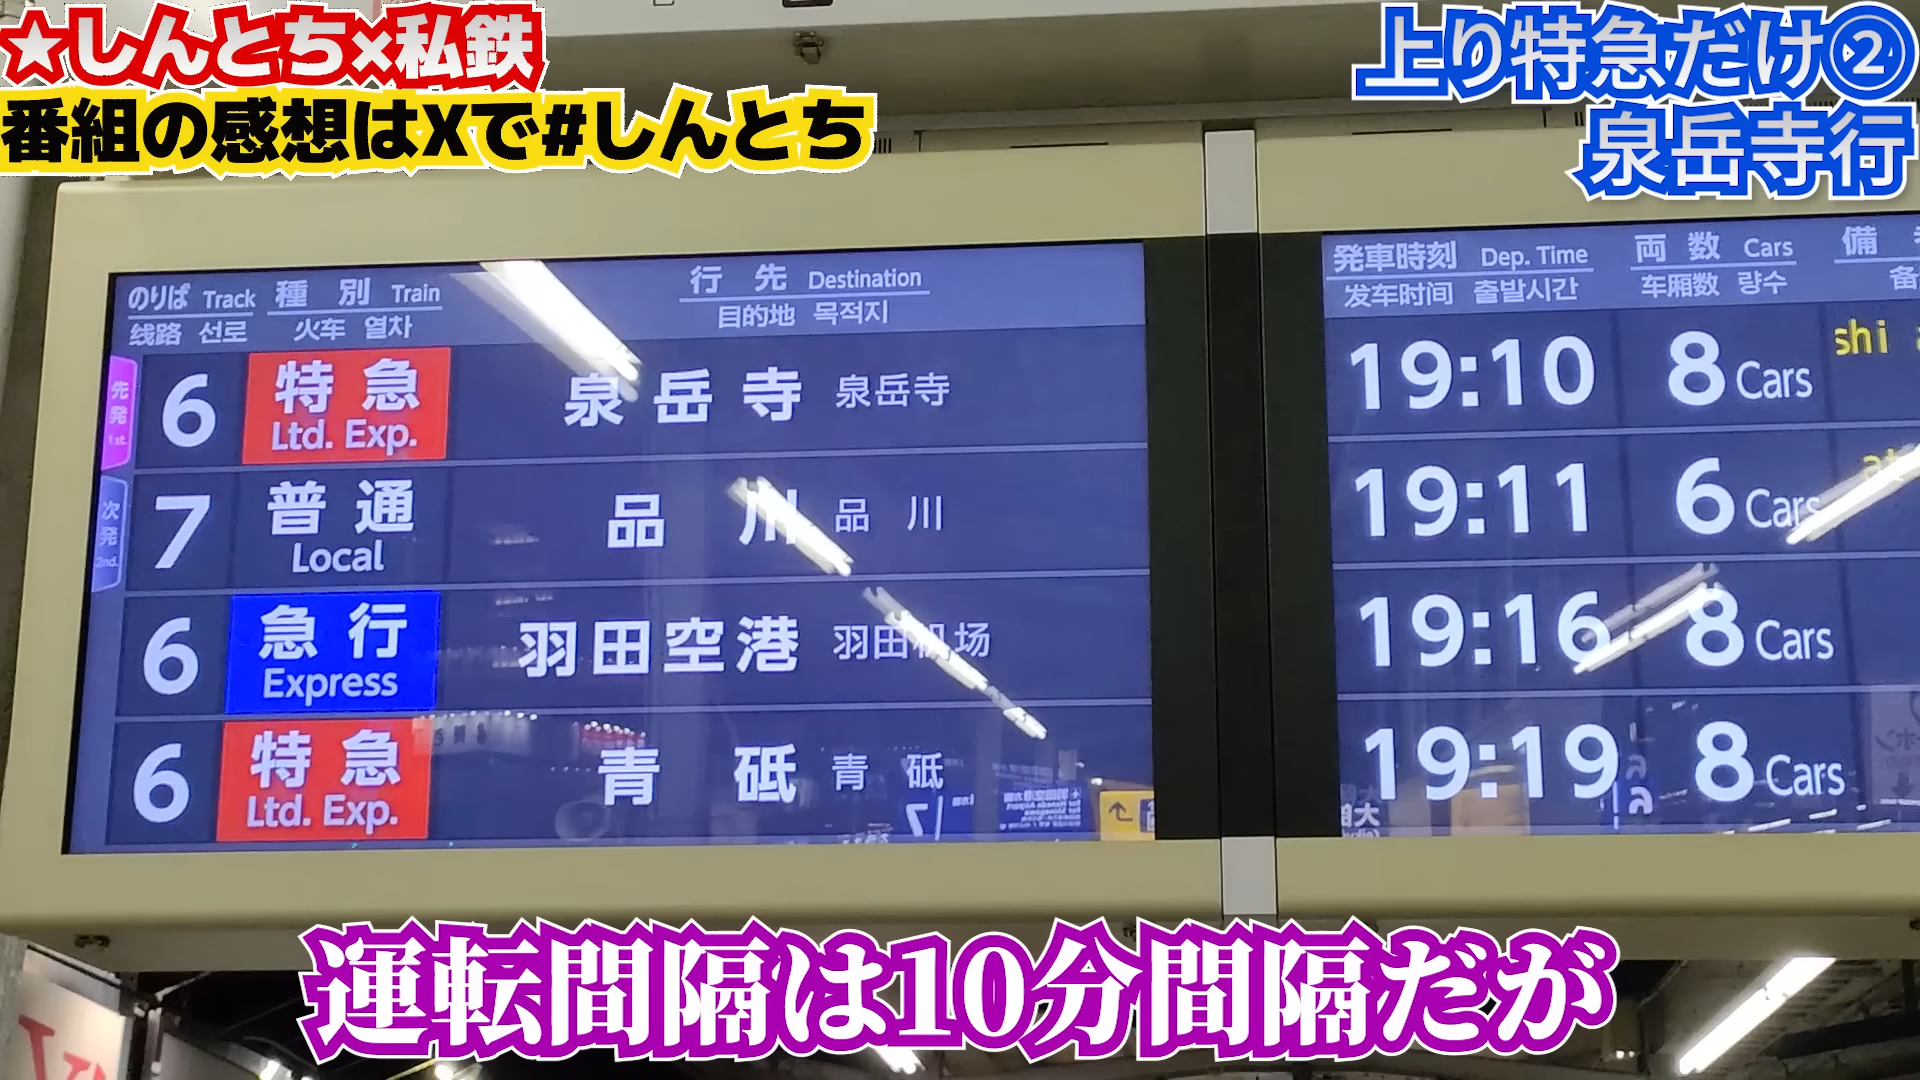 ★しんとち×私鉄
番組の感想はXで#しんとち
上り特急だけ②
泉岳寺行
のりば Track 種別 Train 行先 Destination 発車時刻 Dep. Time 両数 Cars 備
线路 선로 火车 열차 目的地 목적지 发车时间 출발시간 车厢数 량수 备
先発 1st. 6 特急 Ltd. Exp. 泉岳寺 泉岳寺 19:10 8 Cars shi
次発 2nd. 7 普通 Local 品川 品川 19:11 6 Cars
6 急行 Express 羽田空港 羽田机场 19:16 8 Cars
6 特急 Ltd. Exp. 青砥 青砥 19:19 8 Cars
運転間隔は10分間隔だが